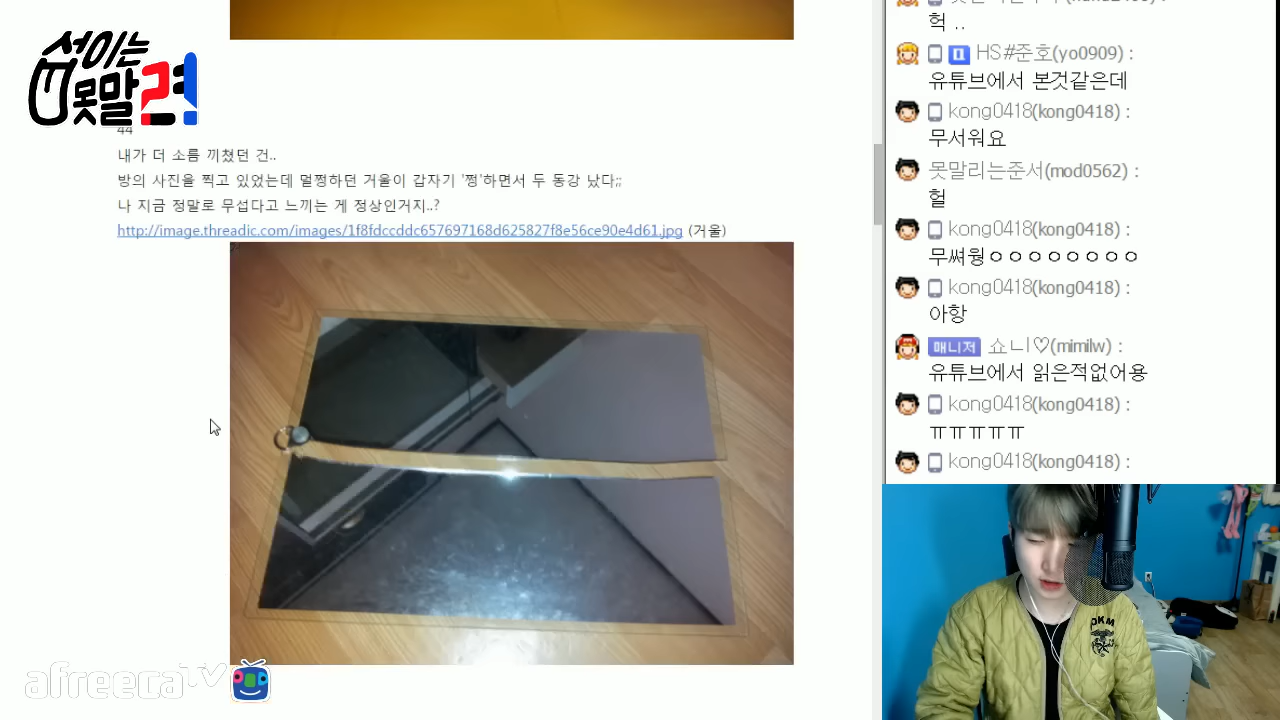 섭이는
못말려!
44
내가 더 소름 끼쳤던 건..
방의 사진을 찍고 있었는데 멀쩡하던 거울이 갑자기 '쩡'하면서 두 동강 났다;;
나 지금 정말로 무섭다고 느끼는 게 정상인거지..?
http://image.threadic.com/images/1f8fdccddc657697168d625827f8e56ce90e4d61.jpg (거울)
afreecaTV
헉 ..
HS#준호(yo0909) :
유튜브에서 본것같은데
kong0418(kong0418) :
무서워요
못말리는준서(mod0562) :
헐
kong0418(kong0418) :
무쎠웡ㅇㅇㅇㅇㅇㅇㅇㅇ
kong0418(kong0418) :
아항
매니저 쇼ㄴㅣ♡(mimilw) :
유튜브에서 읽은적없어용
kong0418(kong0418) :
ㅠㅠㅠㅠㅠ
kong0418(kong0418) :
DKM